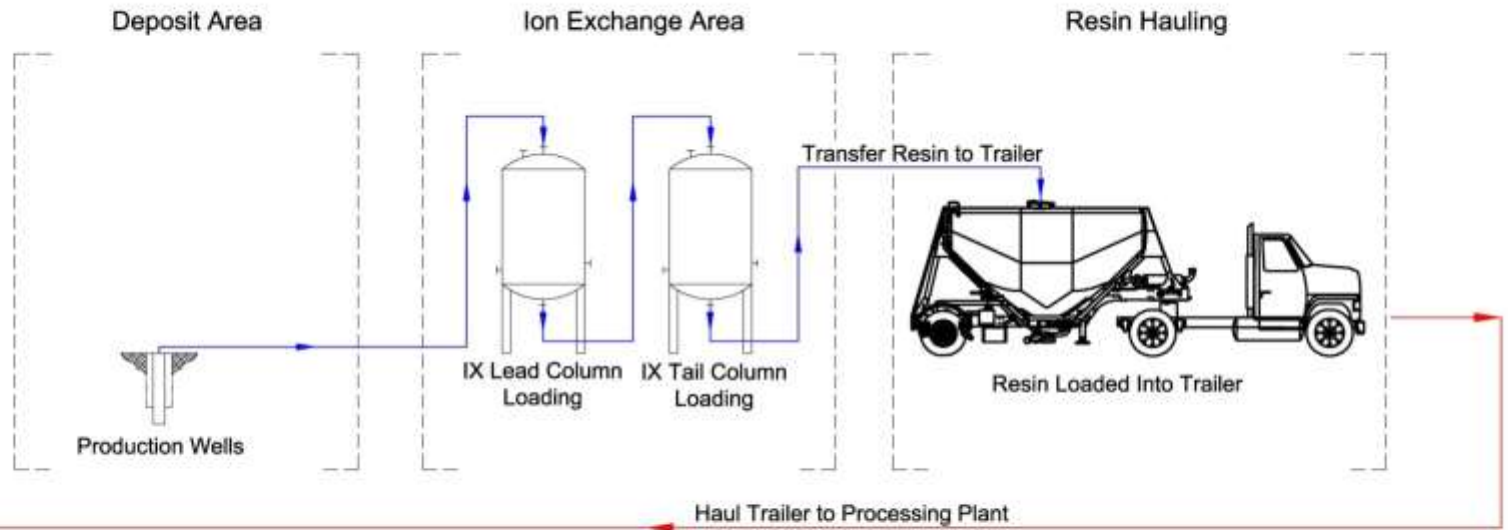 Deposit Area
Ion Exchange Area
Resin Hauling
Transfer Resin to Trailer
IX Lead Column
Loading
IX Tail Column
Loading
Resin Loaded Into Trailer
Production Wells
Haul Trailer to Processing Plant